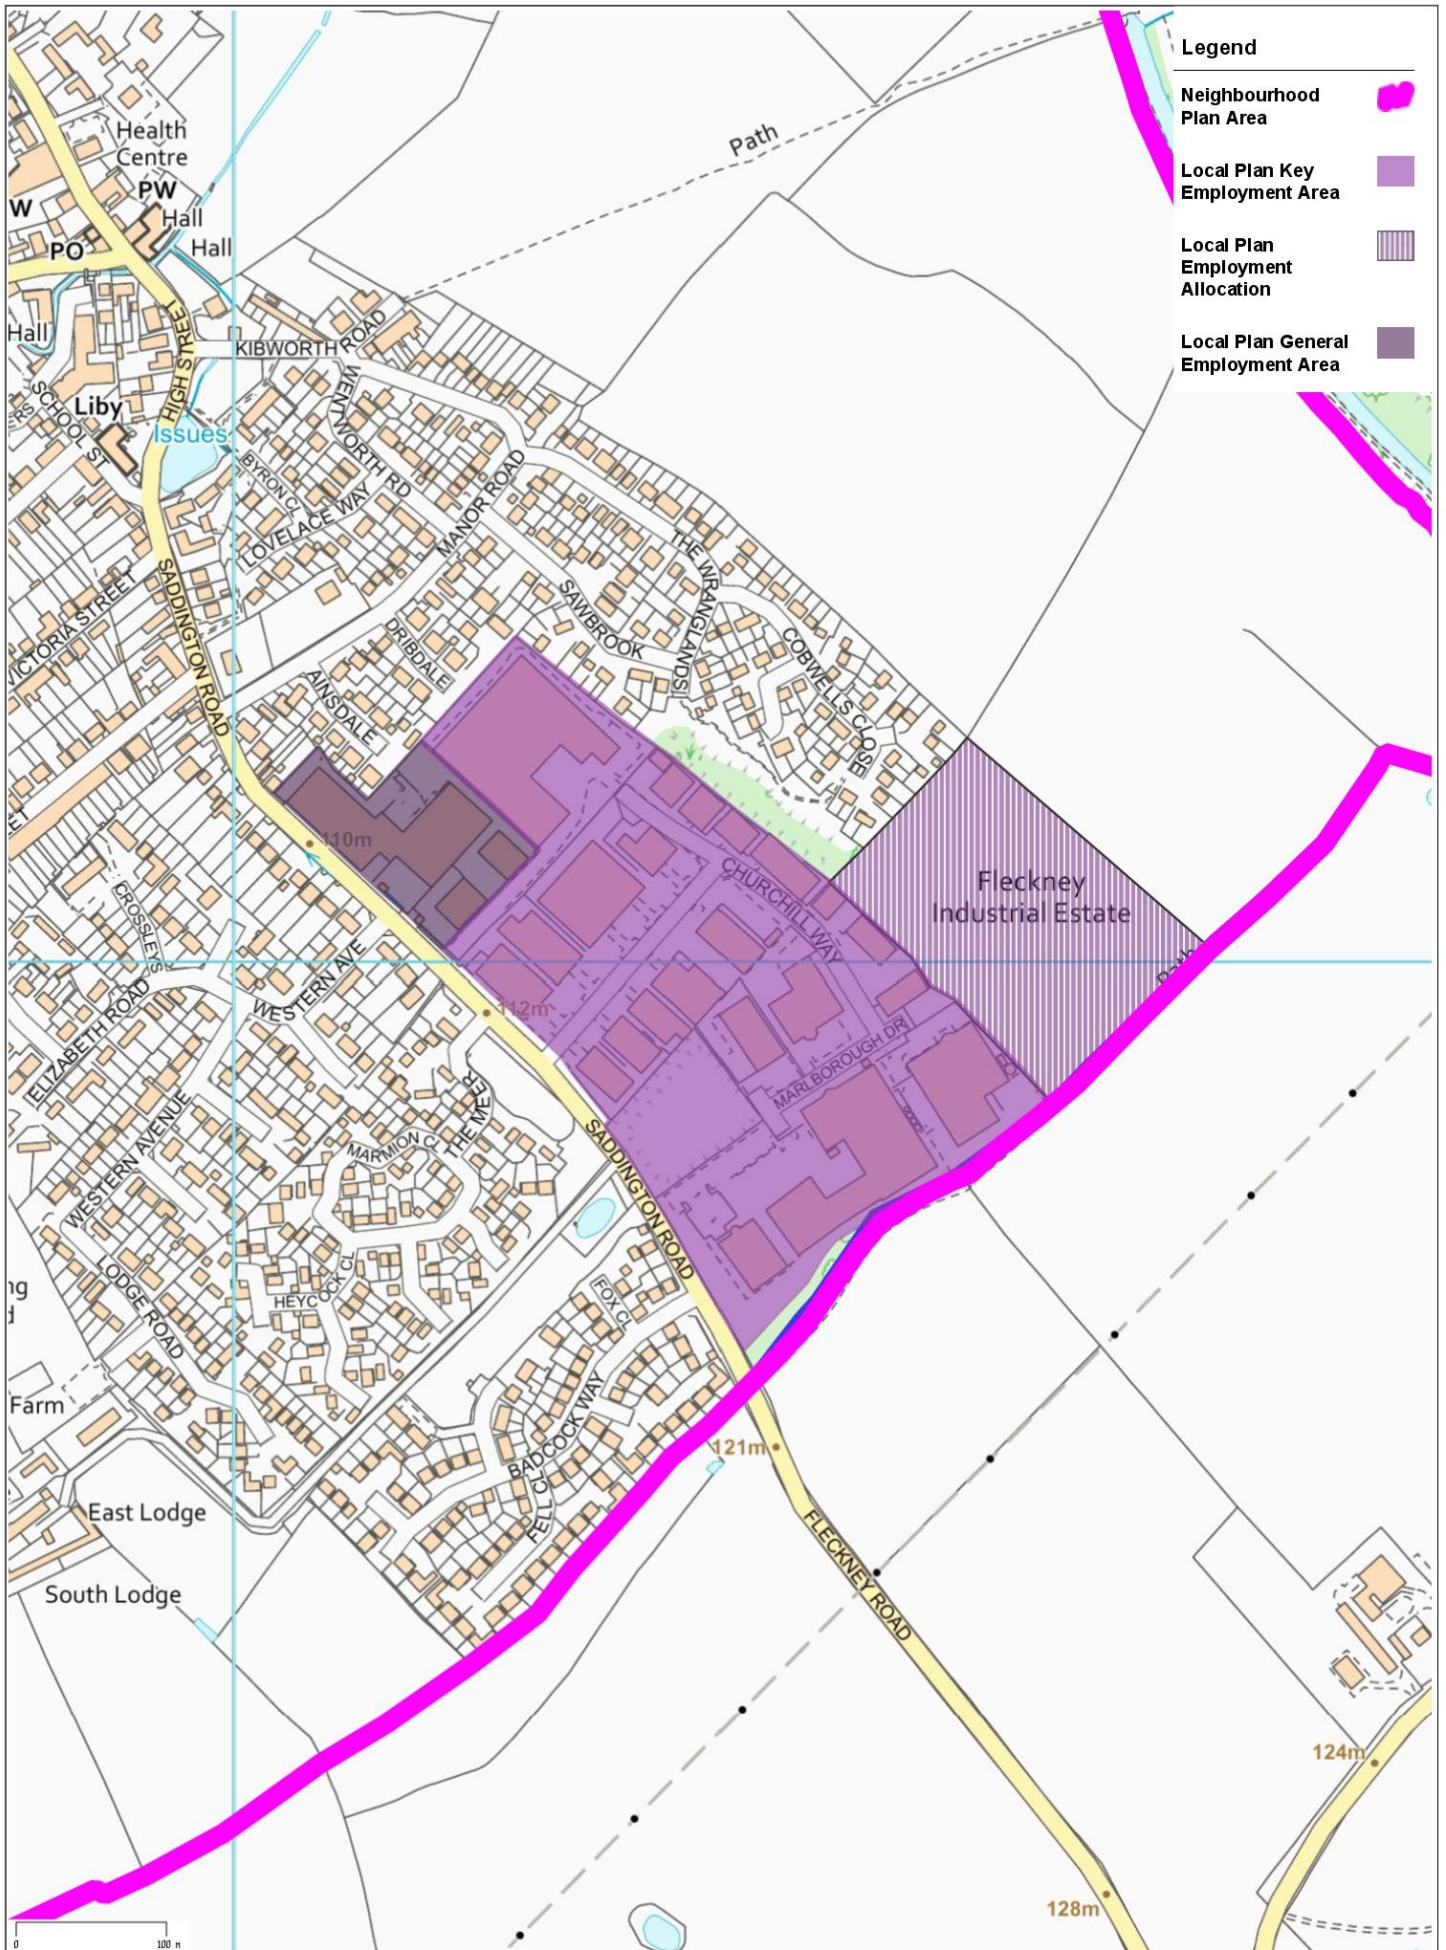 Legend
Neighbourhood
Plan Area
Local Plan Key
Employment Area
Local Plan
Employment
Allocation
Local Plan General
Employment Area
Health
Centre
Path
PW
W
Hall
Hall
PO
Hall
HIGH STREET
KIBWORTH ROAD
SCHOOL ST
ERS
Liby
Issues
WENTWORTH RD
BYRON CL
LOVELACE WAY
MANOR ROAD
THE WRANGLANDS
SAWBROOK
COBWELLS CLOSE
VICTORIA STREET
SADDINGTON ROAD
DRIBDALE
AINSDALE
ET
110m
CROSSLEYS
CHURCHILL WAY
Fleckney
Industrial Estate
Path
WESTERN AVE
112m
ELIZABETH ROAD
MARLBOROUGH DR
WESTERN AVENUE
THE MEER
MARMION CL
SADDINGTON ROAD
LODGE ROAD
HEYCOCK CL
FOX CL
ng
d
Farm
BADCOCK WAY
FELL CL
121m
East Lodge
FLECKNEY ROAD
South Lodge
124m
128m
0
100 m